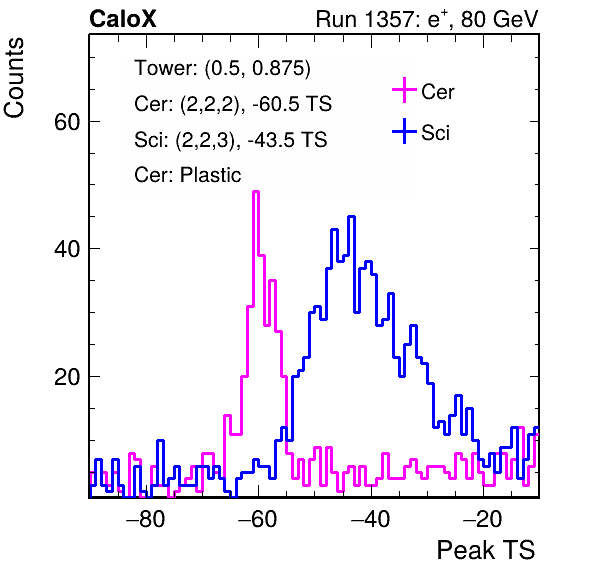 CaloX Run 1357: e⁺, 80 GeV
Counts
Tower: (0.5, 0.875)
Cer: (2,2,2), -60.5 TS
Sci: (2,2,3), -43.5 TS
Cer: Plastic
Cer
Sci
60
40
20
−80 −60 −40 −20
Peak TS